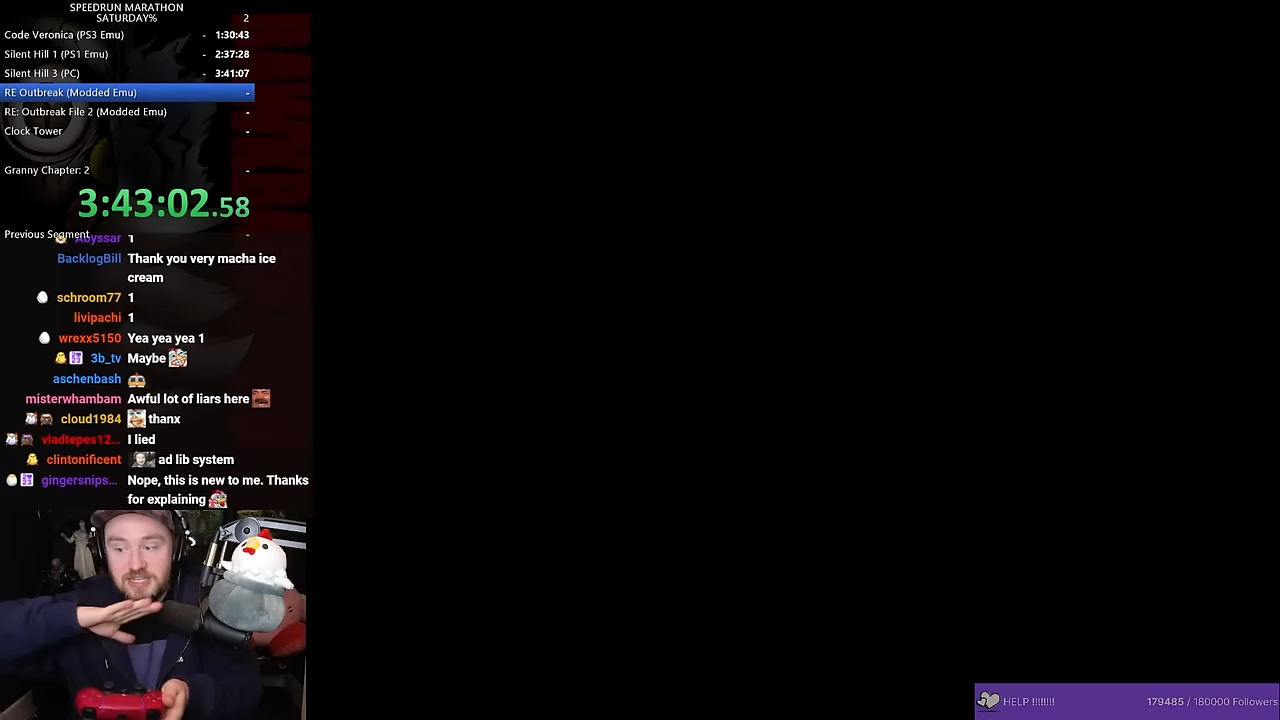 SPEEDRUN MARATHON
SATURDAY% 2
Code Veronica (PS3 Emu) - 1:30:43
Silent Hill 1 (PS1 Emu) - 2:37:28
Silent Hill 3 (PC) - 3:41:07
RE Outbreak (Modded Emu) -
RE: Outbreak File 2 (Modded Emu) -
Clock Tower -
Granny Chapter: 2 -
3:43:02.58
Previous Segment -
Abyssar 1
BacklogBill Thank you very macha ice
cream
schroom77 1
livipachi 1
wrexx5150 Yea yea yea 1
3b_tv Maybe
aschenbash
misterwhambam Awful lot of liars here
cloud1984 thanx
vladtepes12... I lied
clintonificent ad lib system
gingersnips... Nope, this is new to me. Thanks
for explaining
HELP !!!!!!!! 179485 / 180000 Followers